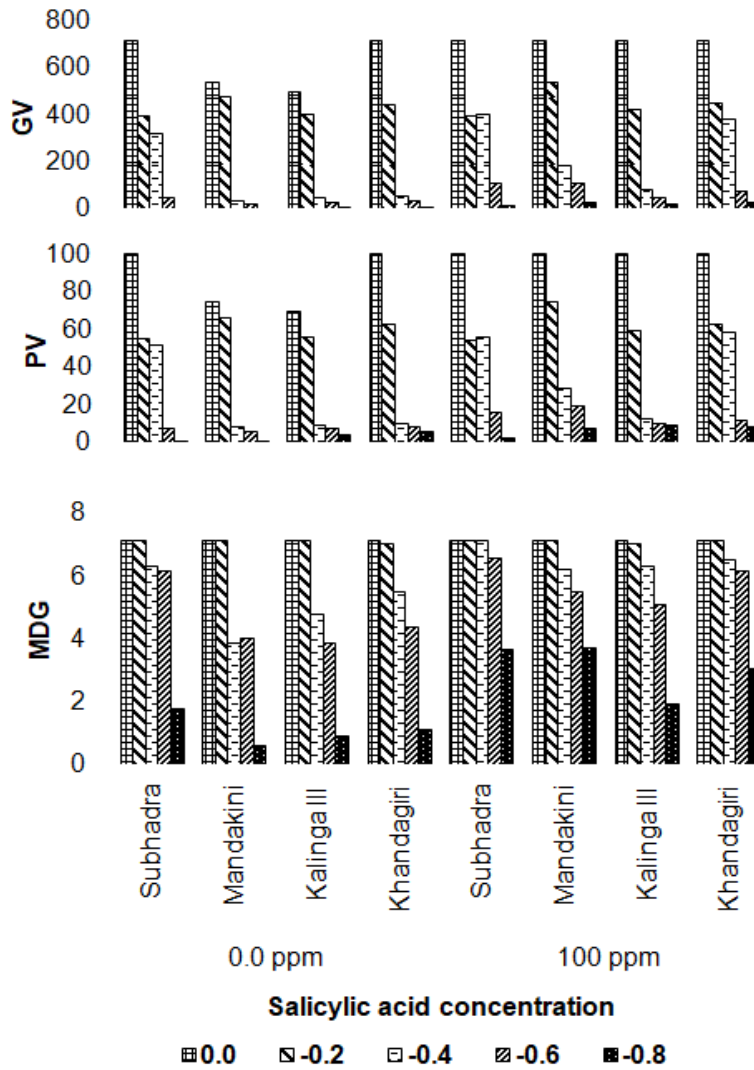 800
600
400
200
0
GV
100
80
60
40
20
0
PV
8
6
4
2
0
MDG
Subhadra
Mandakini
Kalinga III
Khandagiri
Subhadra
Mandakini
Kalinga III
Khandagiri
0.0 ppm 100 ppm
Salicylic acid concentration
0.0 -0.2 -0.4 -0.6 -0.8